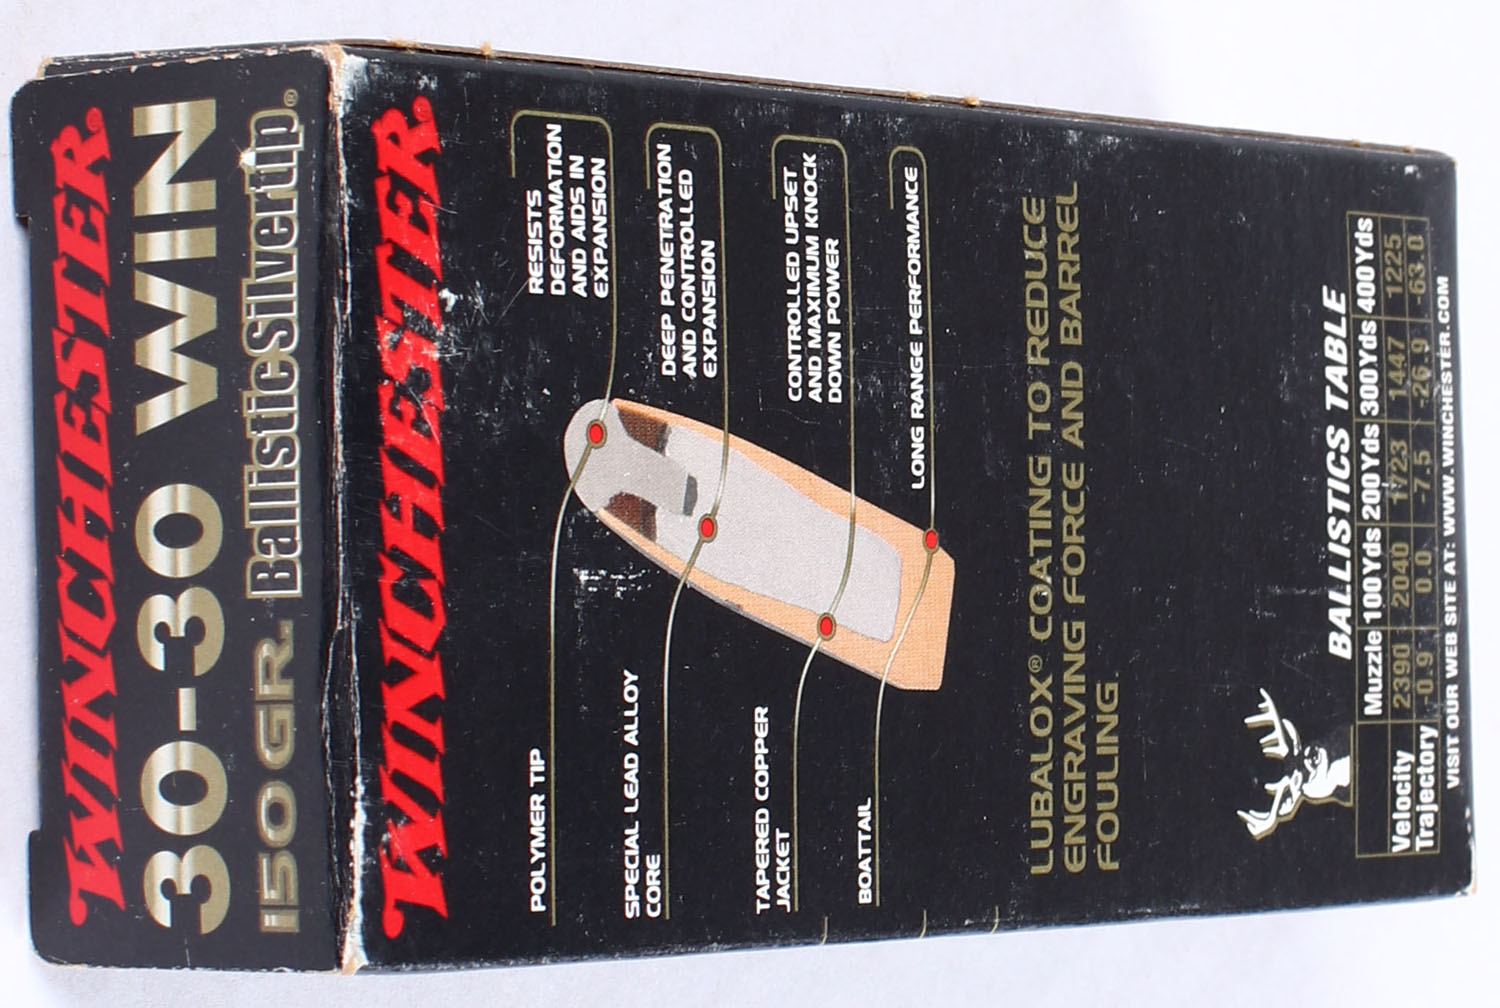 WINCHESTER®
30-30 WIN
150 GR. BallisticSilvertip®
WINCHESTER®
POLYMER TIP
RESISTS
DEFORMATION
AND AIDS IN
EXPANSION
SPECIAL LEAD ALLOY
CORE
DEEP PENETRATION
AND CONTROLLED
EXPANSION
TAPERED COPPER
JACKET
CONTROLLED UPSET
AND MAXIMUM KNOCK
DOWN POWER
BOATTAIL
LONG RANGE PERFORMANCE
LUBALOX® COATING TO REDUCE
ENGRAVING FORCE AND BARREL
FOULING.
BALLISTICS TABLE
Muzzle 100Yds 200Yds 300Yds 400Yds
Velocity 2390 2040 1723 1447 1225
Trajectory -0.9 0.0 -7.5 -26.9 -63.0
VISIT OUR WEB SITE AT: WWW.WINCHESTER.COM